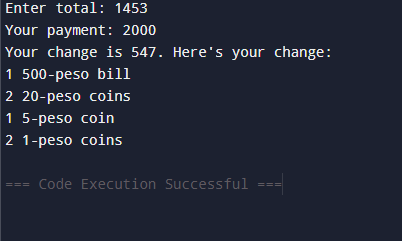 Enter total: 1453
Your payment: 2000
Your change is 547. Here's your change:
1 500-peso bill
2 20-peso coins
1 5-peso coin
2 1-peso coins
=== Code Execution Successful ===